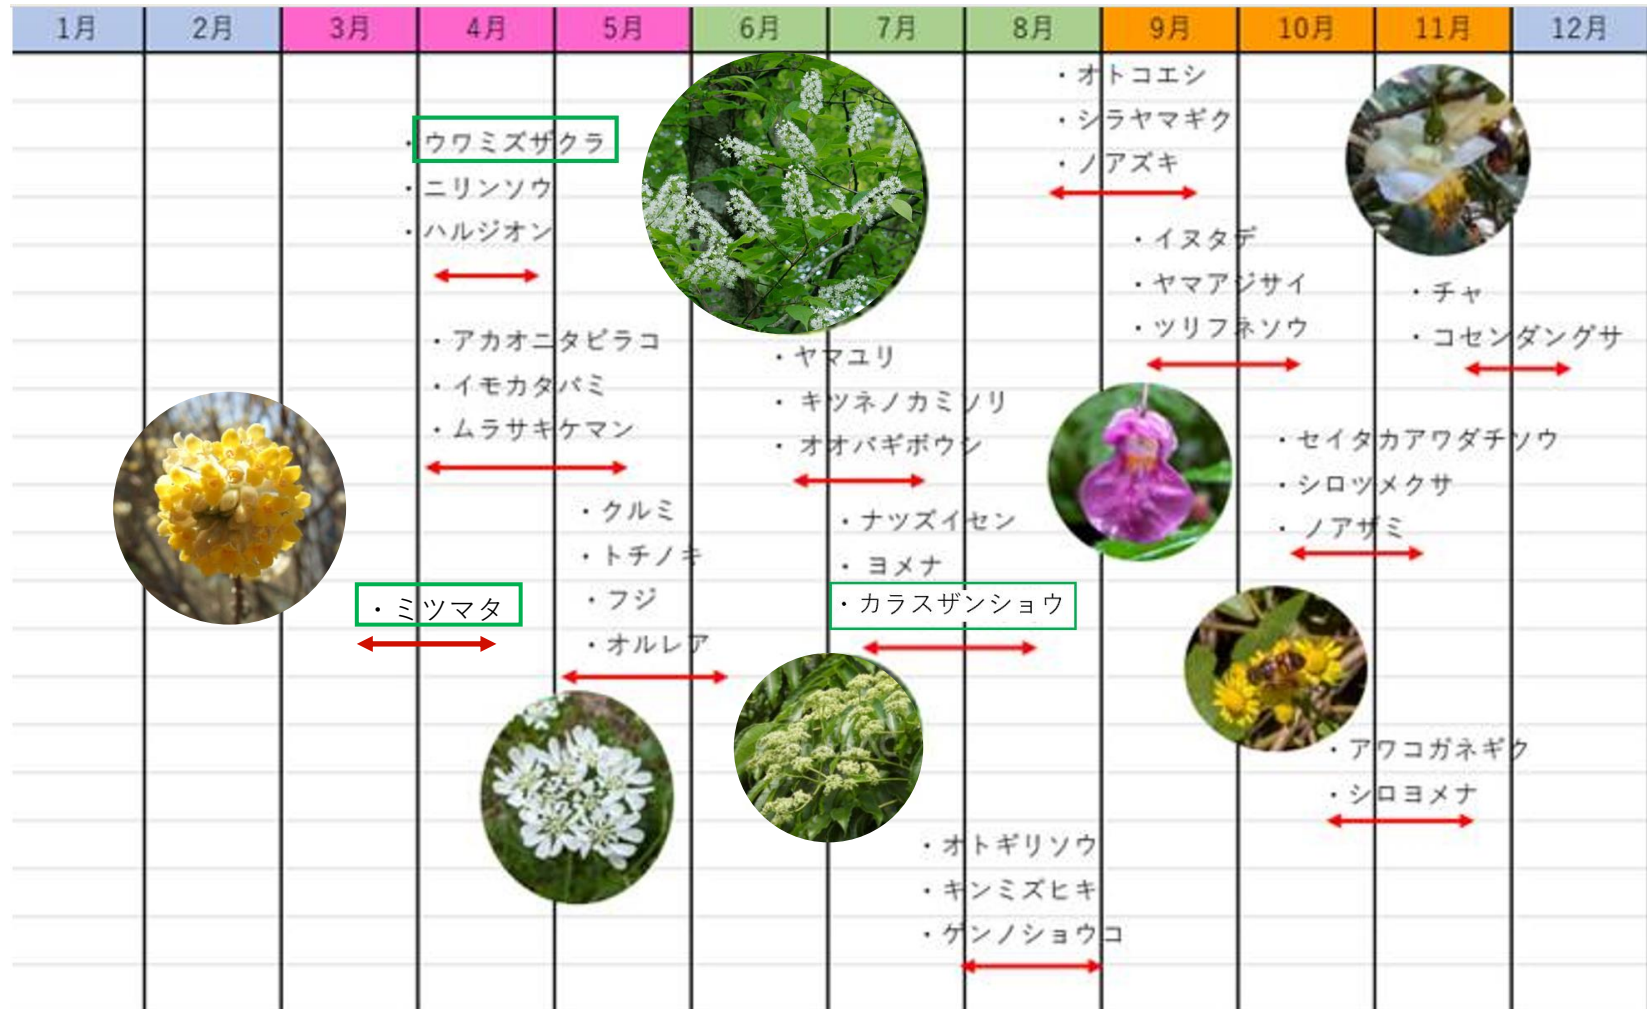 1月 2月 3月 4月 5月 6月 7月 8月 9月 10月 11月 12月
・ウワミズザクラ
・ニリンソウ
・ハルジオン
・アカオニタビラコ
・イモカタバミ
・ムラサキケマン
・ミツマタ
・クルミ
・トチノキ
・フジ
・オルレア
・ヤマユリ
・キツネノカミソリ
・オオバギボウシ
・ナツズイセン
・ヨメナ
・カラスザンショウ
・オトギリソウ
・キンミズヒキ
・ゲンノショウコ
・オトコエシ
・シラヤマギク
・ノアズキ
・イヌタデ
・ヤマアジサイ
・ツリフネソウ
・チャ
・コセンダングサ
・セイタカアワダチソウ
・シロツメクサ
・ノアザミ
・アワコガネギク
・シロヨメナ